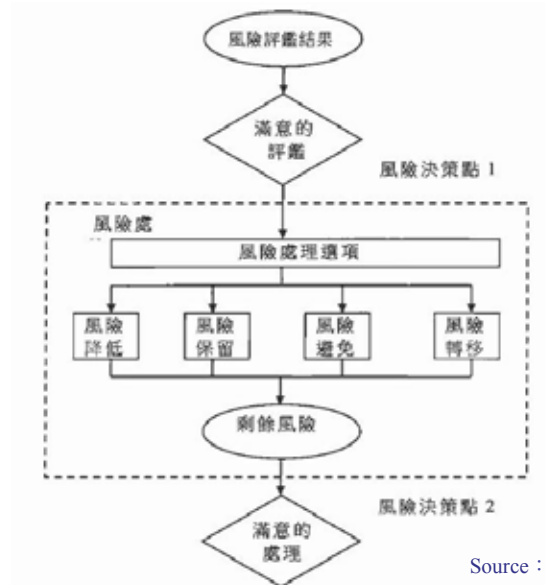 風險評鑑結果
滿意的
評鑑
風險決策點 1
風險處
風險處理選項
風險
降低
風險
保留
風險
避免
風險
轉移
剩餘風險
風險決策點 2
滿意的
處理
Source：